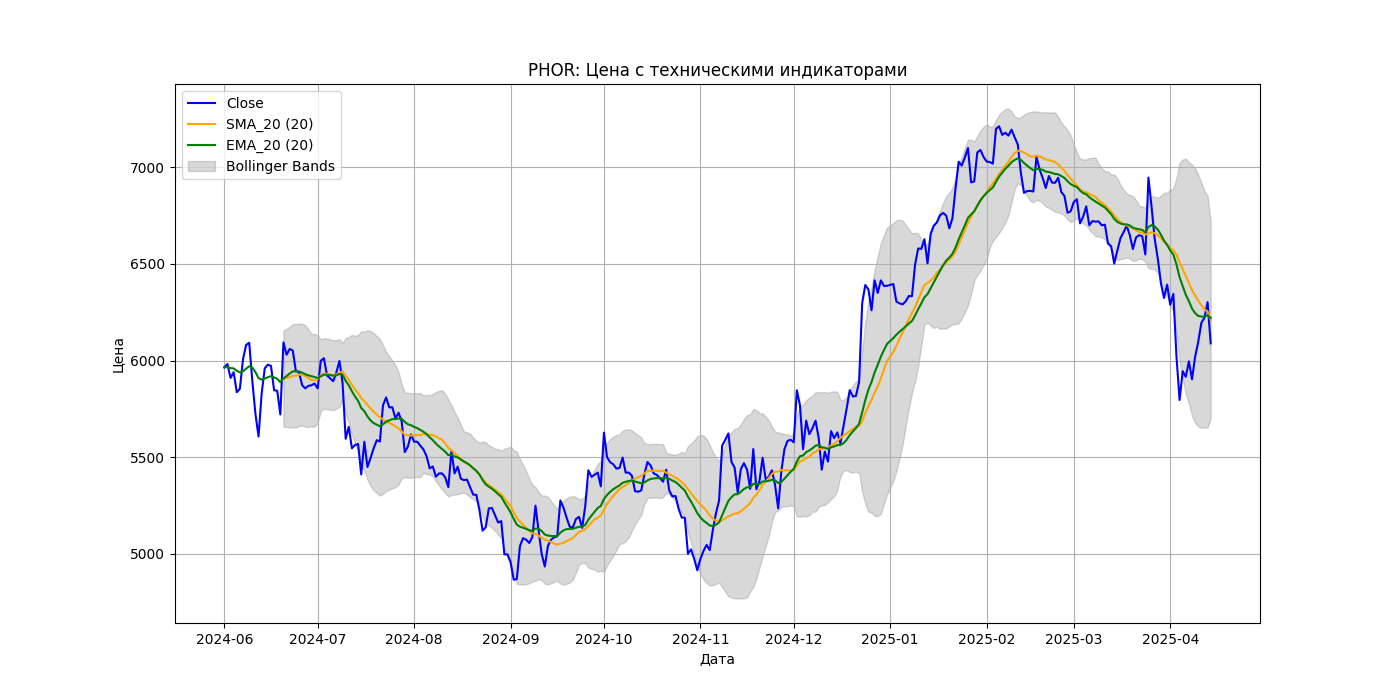 PHOR: Цена с техническими индикаторами
Close
SMA_20 (20)
EMA_20 (20)
Bollinger Bands
Цена
7000
6500
6000
5500
5000
2024-06 2024-07 2024-08 2024-09 2024-10 2024-11 2024-12 2025-01 2025-02 2025-03 2025-04
Дата